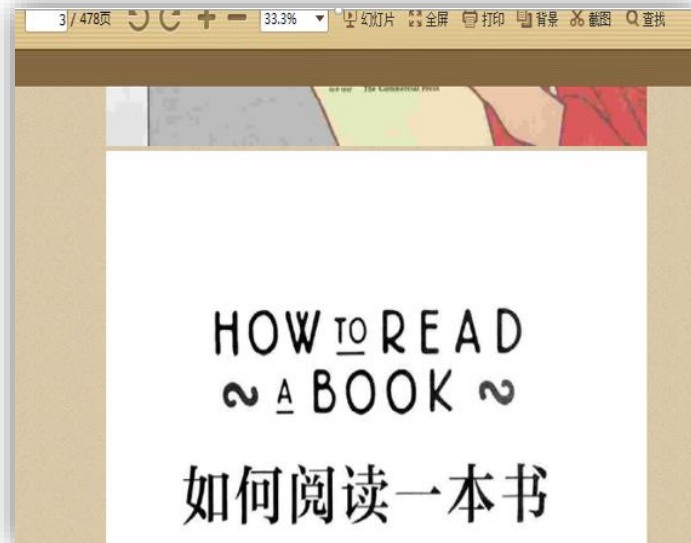 3 / 478页 33.3% 幻灯片 全屏 打印 背景 截图 查找
The Commercial Press
HOW TO READ
A BOOK
如何阅读一本书